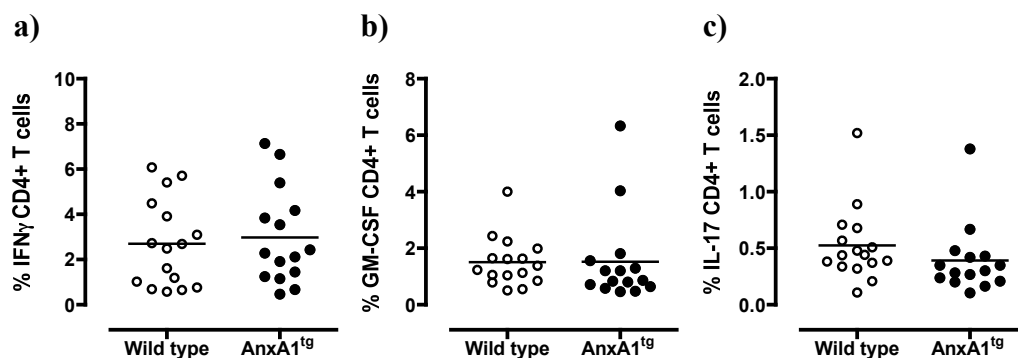 a)
% IFNγ CD4+ T cells
10
8
6
4
2
0
Wild type
AnxA1tg
b)
% GM-CSF CD4+ T cells
8
6
4
2
0
Wild type
AnxA1tg
c)
% IL-17 CD4+ T cells
2.0
1.5
1.0
0.5
0.0
Wild type
AnxA1tg